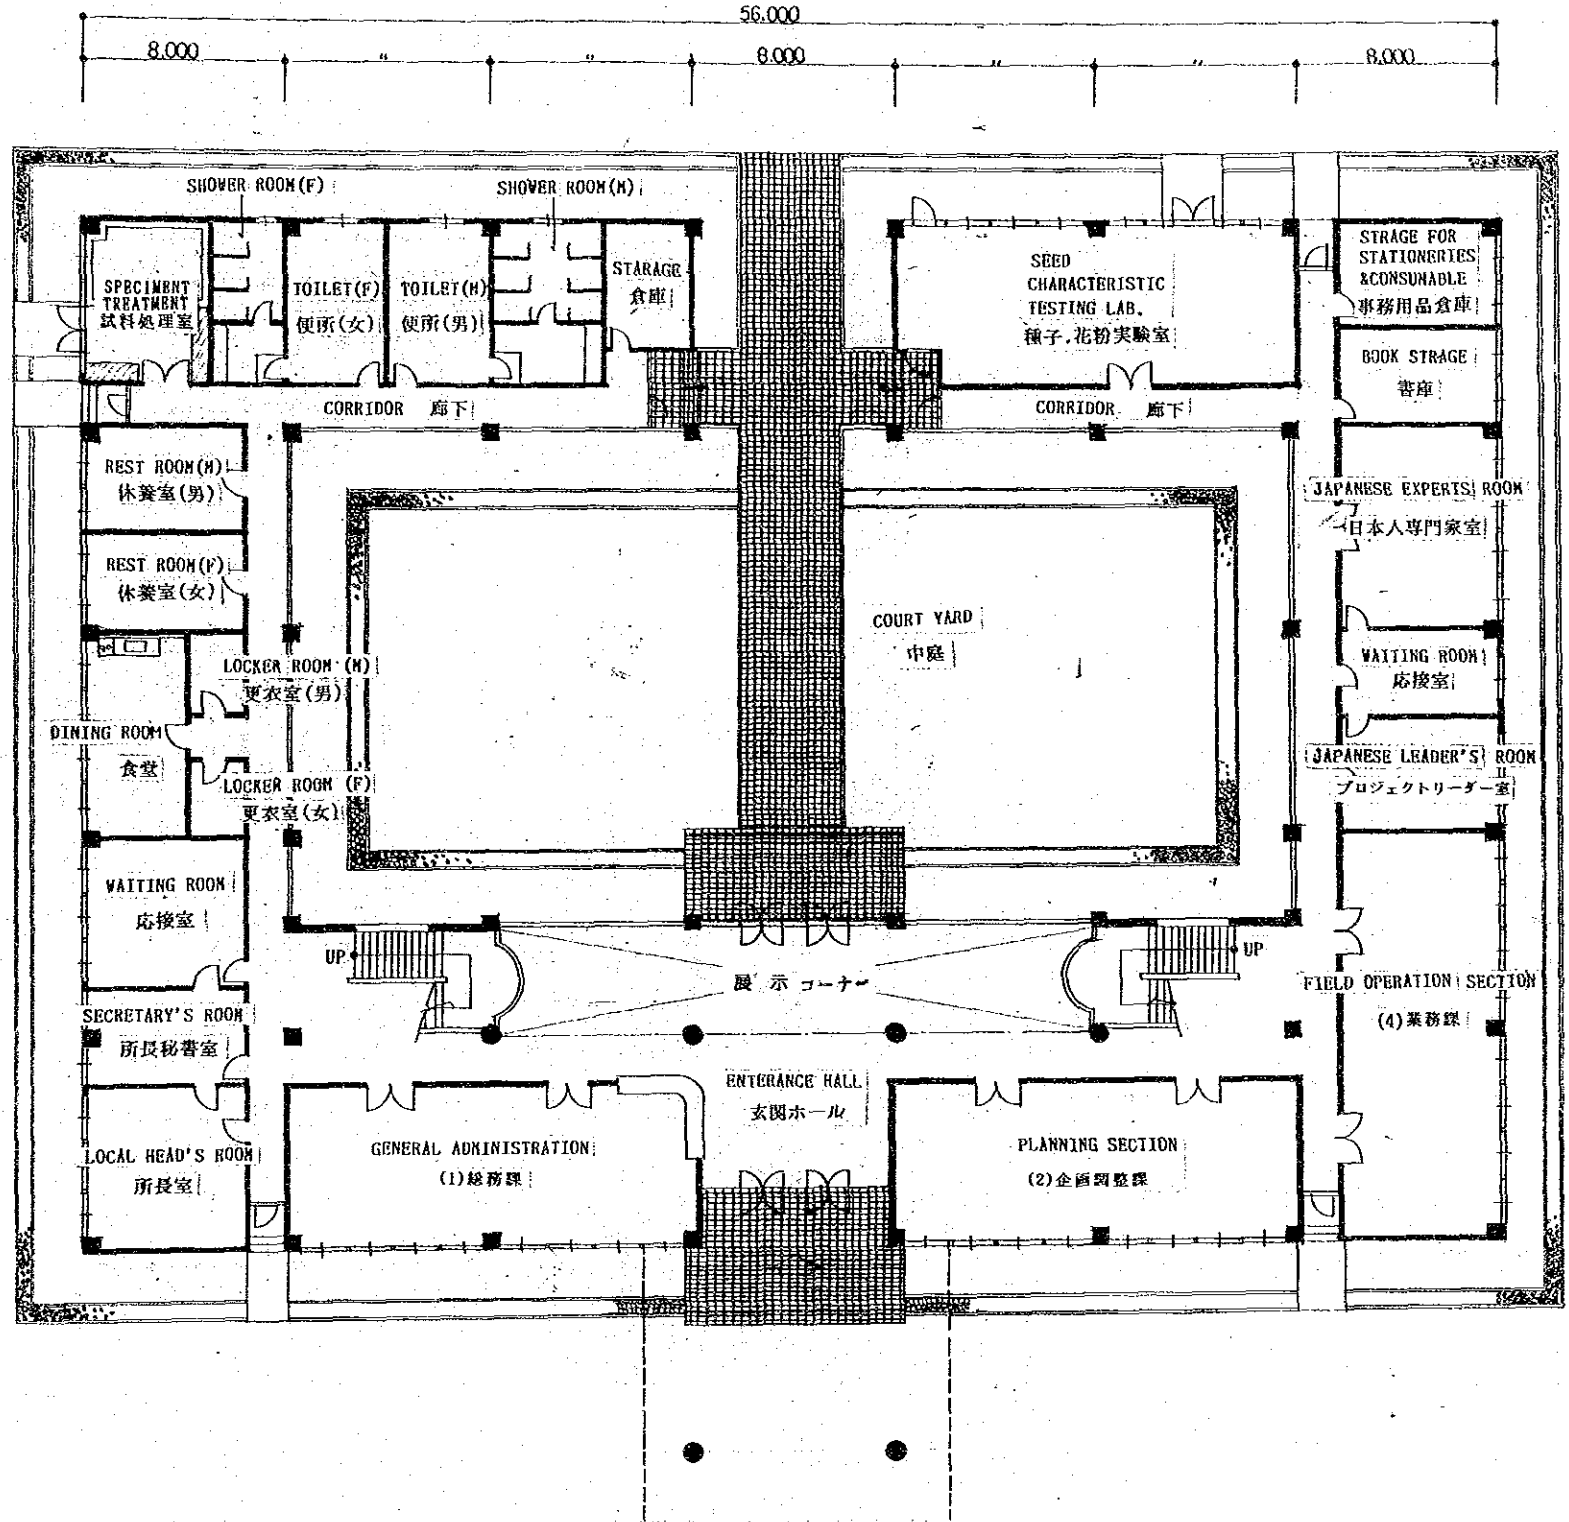 56.000
8.000
"
"
8.000
"
"
8.000
SHOWER ROOM(F)
SHOWER ROOM(M)
SPECIMENT
TREATMENT
試料処理室
TOILET(F)
便所(女)
TOILET(M)
便所(男)
STARAGE
倉庫
SEED
CHARACTERISTIC
TESTING LAB.
種子.花粉実験室
STRAGE FOR
STATIONERIES
&CONSUNABLE
事務用品倉庫
BOOK STRAGE
書庫
CORRIDOR 廊下
CORRIDOR 廊下
REST ROOM(M)
休養室(男)
REST ROOM(F)
休養室(女)
JAPANESE EXPERTS ROOM
日本人専門家室
COURT YARD
中庭
LOCKER ROOM (M)
更衣室(男)
WAITING ROOM
応接室
DINING ROOM
食堂
LOCKER ROOM (F)
更衣室(女)
JAPANESE LEADER'S ROOM
プロジェクトリーダー室
WAITING ROOM
応接室
UP
UP
展示コーナー
FIELD OPERATION SECTION
(4)業務課
SECRETARY'S ROOM
所長秘書室
ENTERANCE HALL
玄関ホール
GENERAL ADMINISTRATION
(1)総務課
PLANNING SECTION
(2)企画調整課
LOCAL HEAD'S ROOM
所長室